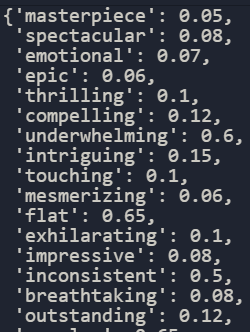 {'masterpiece': 0.05,
'spectacular': 0.08,
'emotional': 0.07,
'epic': 0.06,
'thrilling': 0.1,
'compelling': 0.12,
'underwhelming': 0.6,
'intriguing': 0.15,
'touching': 0.1,
'mesmerizing': 0.06,
'flat': 0.65,
'exhilarating': 0.1,
'impressive': 0.08,
'inconsistent': 0.5,
'breathtaking': 0.08,
'outstanding': 0.12,